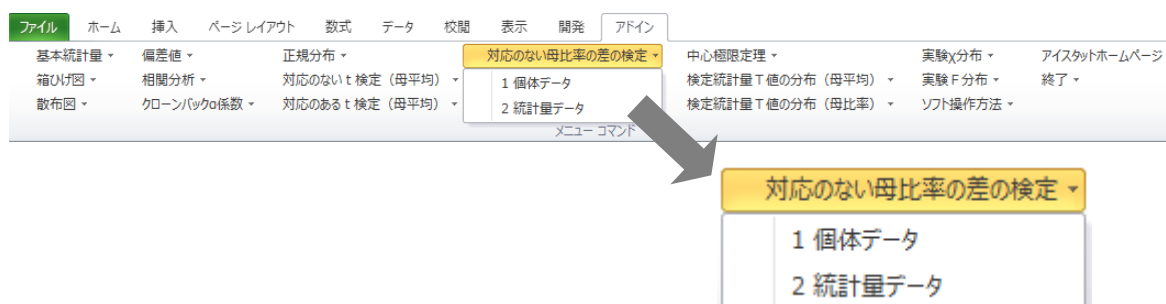 ファイル ホーム 挿入 ページ レイアウト 数式 データ 校閲 表示 開発 アドイン
基本統計量 偏差値 正規分布 対応のない母比率の差の検定 中心極限定理 実験χ分布 アイスタットホームページ
箱ひげ図 相関分析 対応のない t 検定（母平均） 1 個体データ 検定統計量T値の分布（母平均） 実験F分布 終了
散布図 クローンバックα係数 対応のある t 検定（母平均） 2 統計量データ 検定統計量T値の分布（母比率） ソフト操作方法
メニュー コマンド
対応のない母比率の差の検定
1 個体データ
2 統計量データ